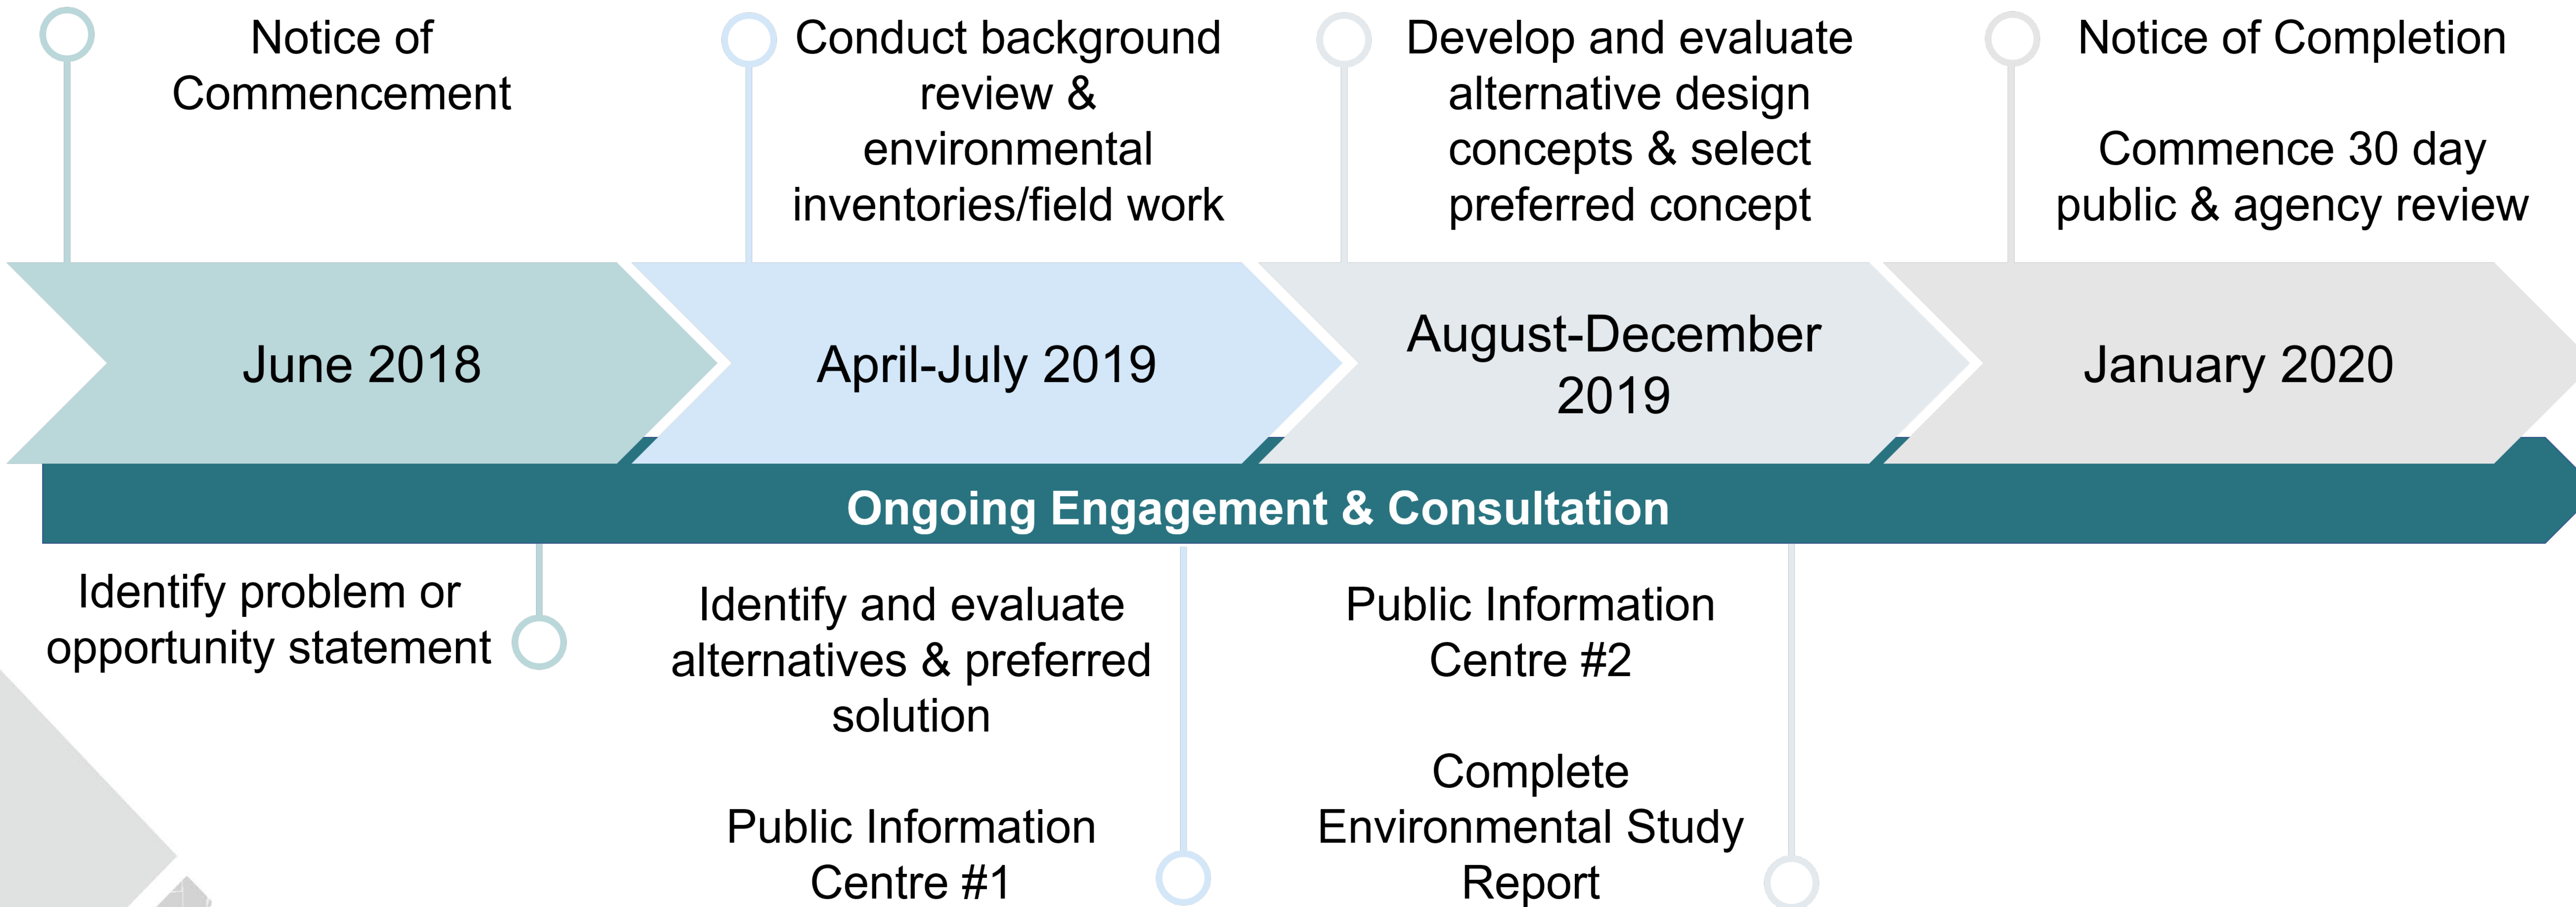 Notice of
Commencement
Conduct background
review &
environmental
inventories/field work
Develop and evaluate
alternative design
concepts & select
preferred concept
Notice of Completion
Commence 30 day
public & agency review
June 2018
April-July 2019
August-December
2019
January 2020
Ongoing Engagement & Consultation
Identify problem or
opportunity statement
Identify and evaluate
alternatives & preferred
solution
Public Information
Centre #1
Public Information
Centre #2
Complete
Environmental Study
Report